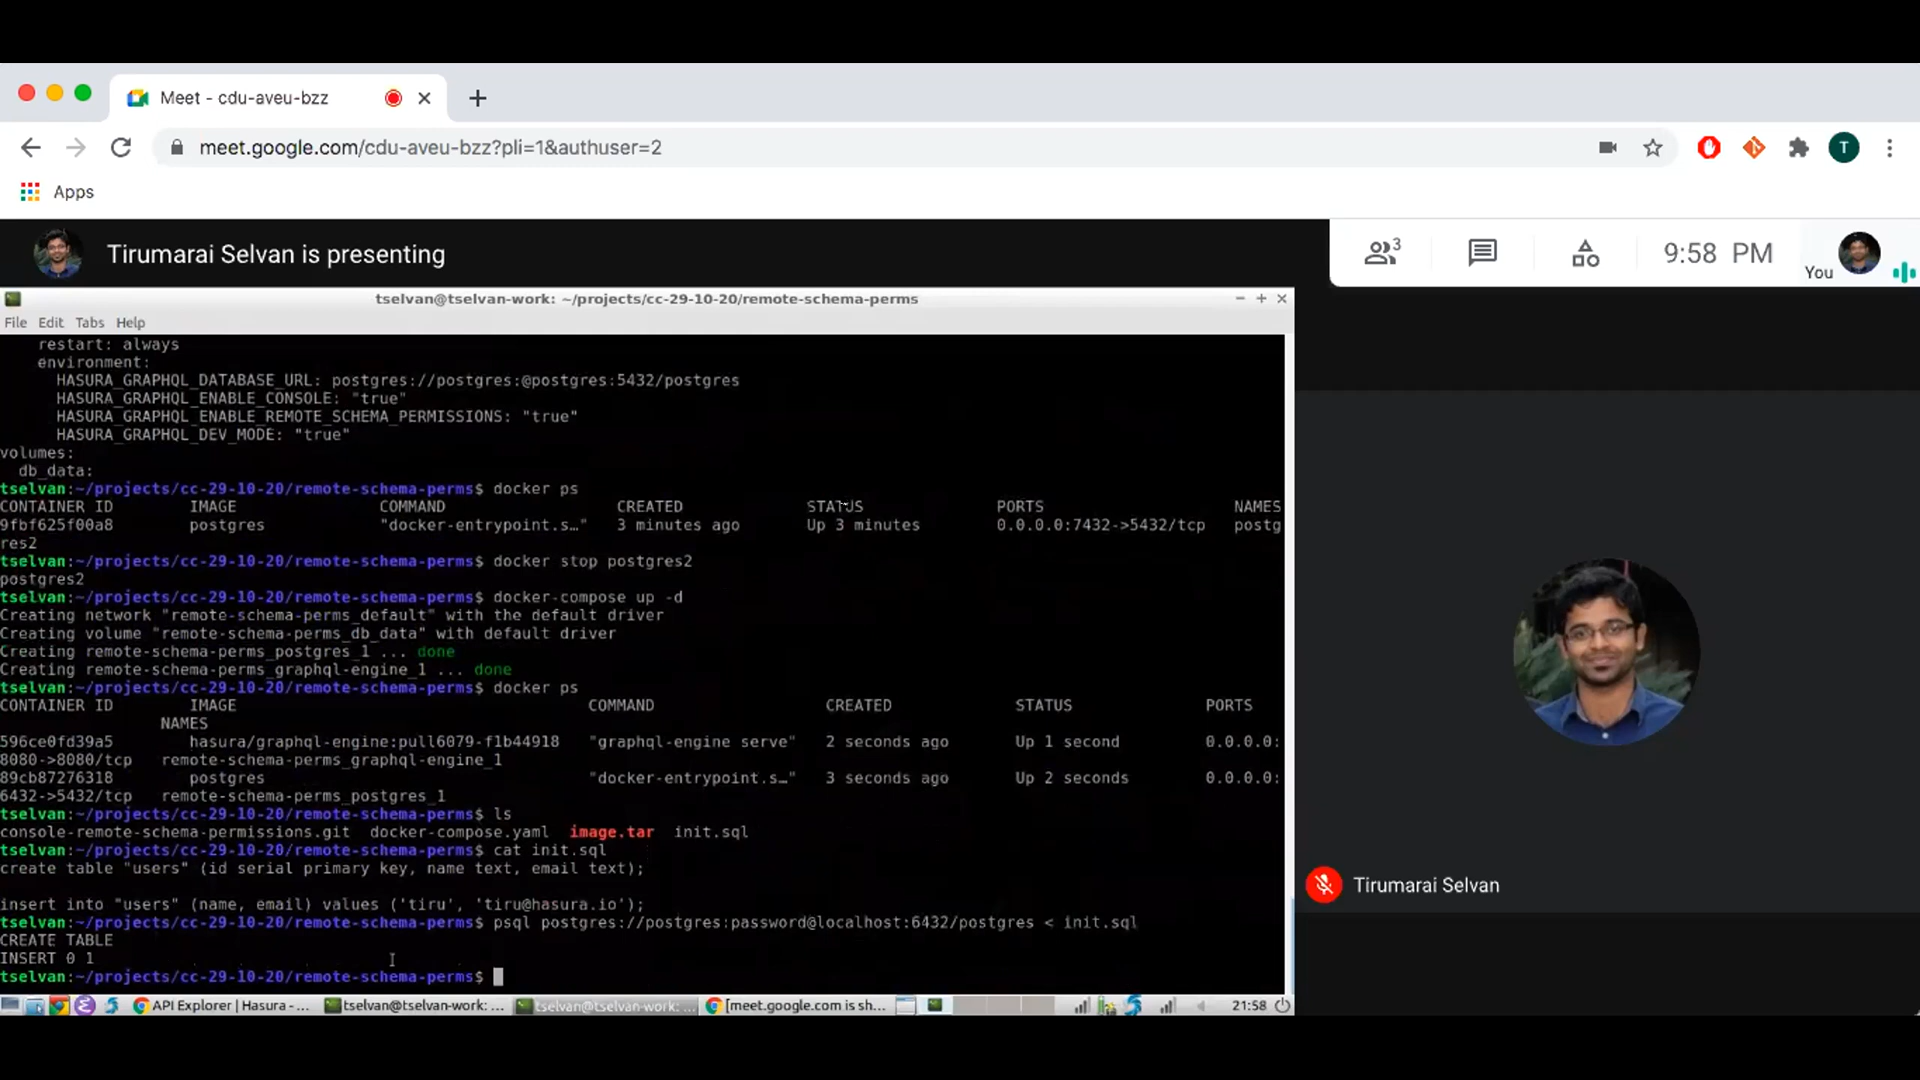 Meet - cdu-aveu-bzz
meet.google.com/cdu-aveu-bzz?pli=1&authuser=2
T
Apps
Tirumarai Selvan is presenting
3
9:58 PM
You
tselvan@tselvan-work: ~/projects/cc-29-10-20/remote-schema-perms
File Edit Tabs Help
restart: always
environment:
HASURA_GRAPHQL_DATABASE_URL: postgres://postgres:@postgres:5432/postgres
HASURA_GRAPHQL_ENABLE_CONSOLE: "true"
HASURA_GRAPHQL_ENABLE_REMOTE_SCHEMA_PERMISSIONS: "true"
HASURA_GRAPHQL_DEV_MODE: "true"
volumes:
db_data:
tselvan:~/projects/cc-29-10-20/remote-schema-perms$ docker ps
CONTAINER ID IMAGE COMMAND CREATED STATUS PORTS NAMES
9fbf625f00a8 postgres "docker-entrypoint.s…" 3 minutes ago Up 3 minutes 0.0.0.0:7432->5432/tcp postg
res2
tselvan:~/projects/cc-29-10-20/remote-schema-perms$ docker stop postgres2
postgres2
tselvan:~/projects/cc-29-10-20/remote-schema-perms$ docker-compose up -d
Creating network "remote-schema-perms_default" with the default driver
Creating volume "remote-schema-perms_db_data" with default driver
Creating remote-schema-perms_postgres_1 ... done
Creating remote-schema-perms_graphql-engine_1 ... done
tselvan:~/projects/cc-29-10-20/remote-schema-perms$ docker ps
CONTAINER ID IMAGE COMMAND CREATED STATUS PORTS
NAMES
596ce0fd39a5 hasura/graphql-engine:pull6079-f1b44918 "graphql-engine serve" 2 seconds ago Up 1 second 0.0.0.0:
8080->8080/tcp remote-schema-perms_graphql-engine_1
89cb87276318 postgres "docker-entrypoint.s…" 3 seconds ago Up 2 seconds 0.0.0.0:
6432->5432/tcp remote-schema-perms_postgres_1
tselvan:~/projects/cc-29-10-20/remote-schema-perms$ ls
console-remote-schema-permissions.git docker-compose.yaml image.tar init.sql
tselvan:~/projects/cc-29-10-20/remote-schema-perms$ cat init.sql
create table "users" (id serial primary key, name text, email text);
insert into "users" (name, email) values ('tiru', 'tiru@hasura.io');
tselvan:~/projects/cc-29-10-20/remote-schema-perms$ psql postgres://postgres:password@localhost:6432/postgres < init.sql
CREATE TABLE
INSERT 0 1
tselvan:~/projects/cc-29-10-20/remote-schema-perms$
Tirumarai Selvan
API Explorer | Hasura - ...
tselvan@tselvan-work: ...
tselvan@tselvan-work: ...
[meet.google.com is sh...
21:58